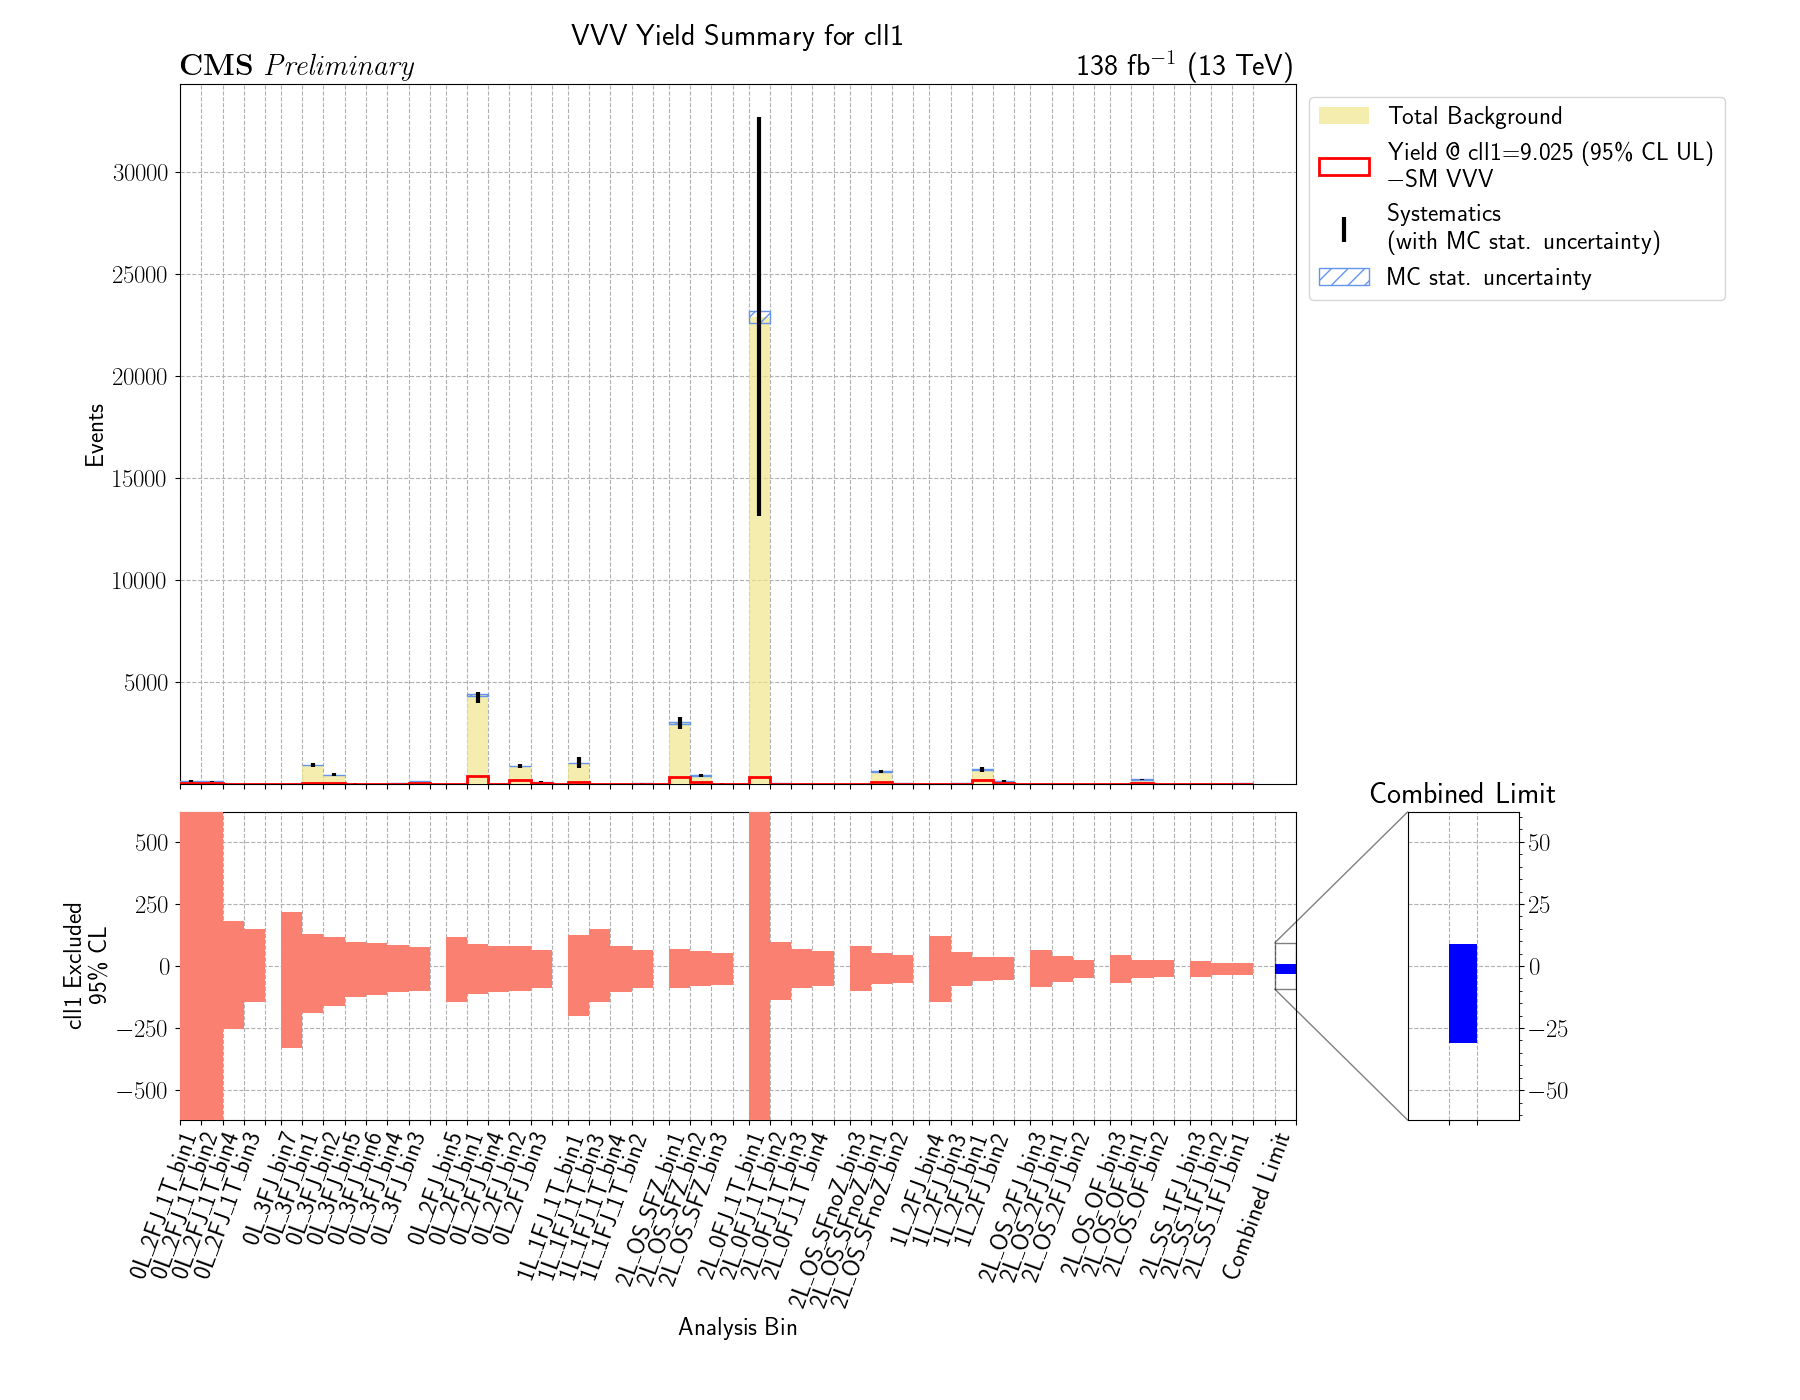 VVV Yield Summary for cll1
CMS Preliminary
138 fb⁻¹ (13 TeV)
Total Background
Yield @ cll1=9.025 (95% CL UL)
−SM VVV
Systematics
(with MC stat. uncertainty)
MC stat. uncertainty
30000
25000
20000
15000
10000
5000
Events
Combined Limit
500
250
0
−250
−500
cll1 Excluded
95% CL
50
25
0
−25
−50
0L_2FJ_1T_bin1
0L_2FJ_1T_bin2
0L_2FJ_1T_bin4
0L_2FJ_1T_bin3
0L_3FJ_bin7
0L_3FJ_bin1
0L_3FJ_bin2
0L_3FJ_bin5
0L_3FJ_bin6
0L_3FJ_bin4
0L_3FJ_bin3
0L_2FJ_bin5
0L_2FJ_bin1
0L_2FJ_bin4
0L_2FJ_bin2
0L_2FJ_bin3
1L_1FJ_1T_bin1
1L_1FJ_1T_bin3
1L_1FJ_1T_bin4
1L_1FJ_1T_bin2
2L_OS_SFZ_bin1
2L_OS_SFZ_bin2
2L_OS_SFZ_bin3
2L_0FJ_1T_bin1
2L_0FJ_1T_bin2
2L_0FJ_1T_bin3
2L_0FJ_1T_bin4
2L_OS_SFnoZ_bin3
2L_OS_SFnoZ_bin1
2L_OS_SFnoZ_bin2
1L_2FJ_bin4
1L_2FJ_bin3
1L_2FJ_bin1
1L_2FJ_bin2
2L_OS_2FJ_bin3
2L_OS_2FJ_bin1
2L_OS_2FJ_bin2
2L_OS_OF_bin3
2L_OS_OF_bin1
2L_OS_OF_bin2
2L_SS_1FJ_bin3
2L_SS_1FJ_bin2
2L_SS_1FJ_bin1
Combined Limit
Analysis Bin